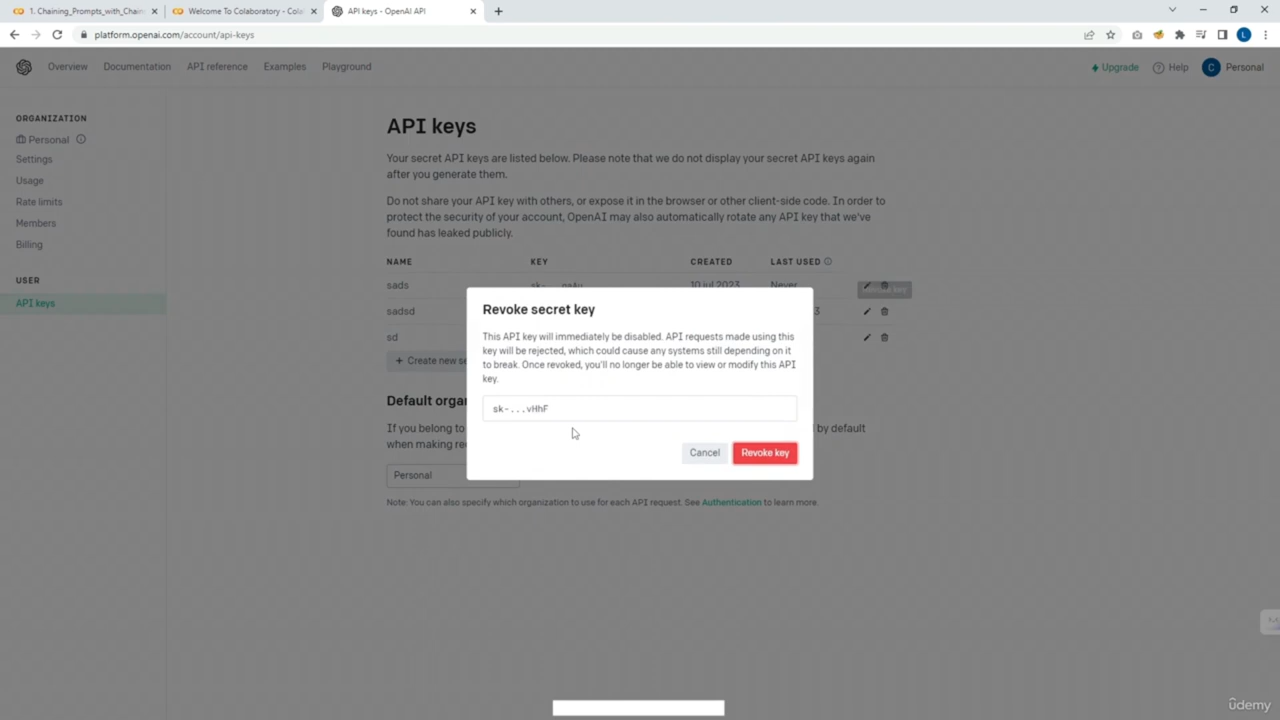 1. Chaining_Prompts_with_Chain
Welcome To Colaboratory - Cola
API keys - OpenAI API
platform.openai.com/account/api-keys
L
Overview
Documentation
API reference
Examples
Playground
Upgrade
Help
C
Personal
ORGANIZATION
Personal
Settings
Usage
Rate limits
Members
Billing
USER
API keys
API keys
Your secret API keys are listed below. Please note that we do not display your secret API keys again
after you generate them.
Do not share your API key with others, or expose it in the browser or other client-side code. In order to
protect the security of your account, OpenAI may also automatically rotate any API key that we've
found has leaked publicly.
NAME KEY CREATED LAST USED
sads 10 jul 2023 Never
sadsd 3
sd
+ Create new se
Revoke secret key
This API key will immediately be disabled. API requests made using this
key will be rejected, which could cause any systems still depending on it
to break. Once revoked, you'll no longer be able to view or modify this API
key.
sk-...vHhF
Cancel
Revoke key
Default organ
If you belong to by default
when making re
Personal
Note: You can also specify which organization to use for each API request. See Authentication to learn more.
ûdemy